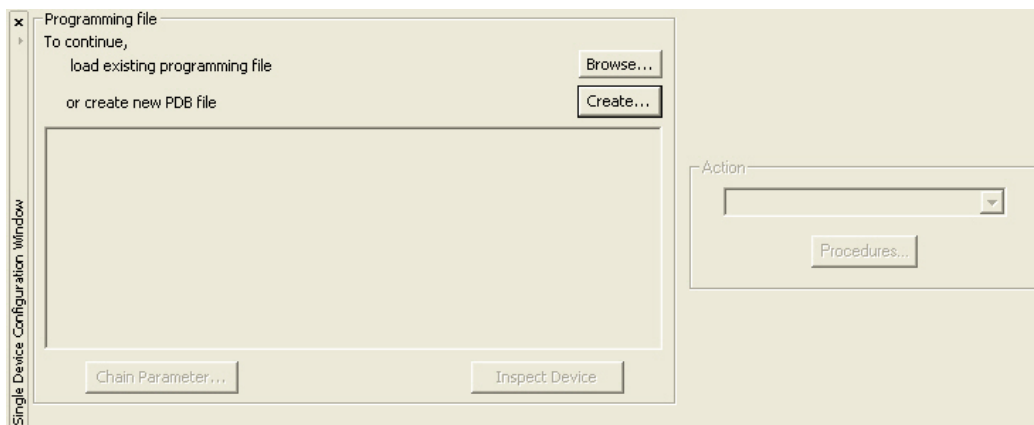 Single Device Configuration Window
Programming file
To continue,
load existing programming file
Browse...
or create new PDB file
Create...
Chain Parameter...
Inspect Device
Action
Procedures...